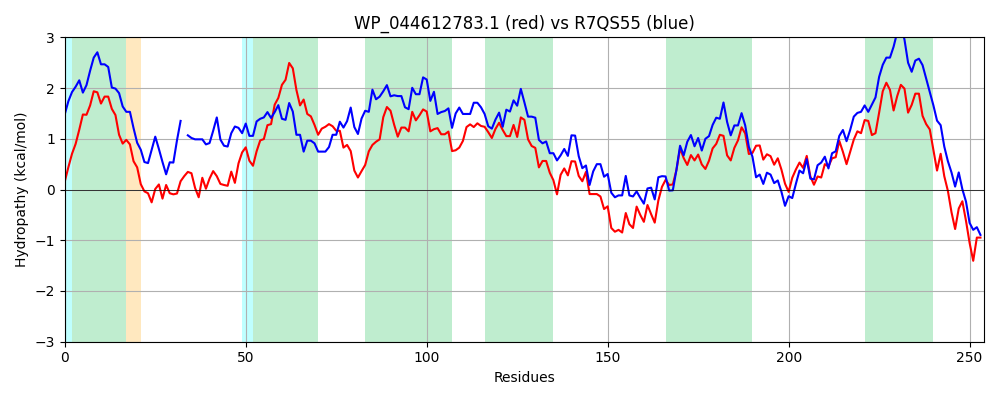 WP_044612783.1 (red) vs R7QS55 (blue)
Hydropathy (kcal/mol)
3
2
1
0
−1
−2
−3
0 50 100 150 200 250
Residues